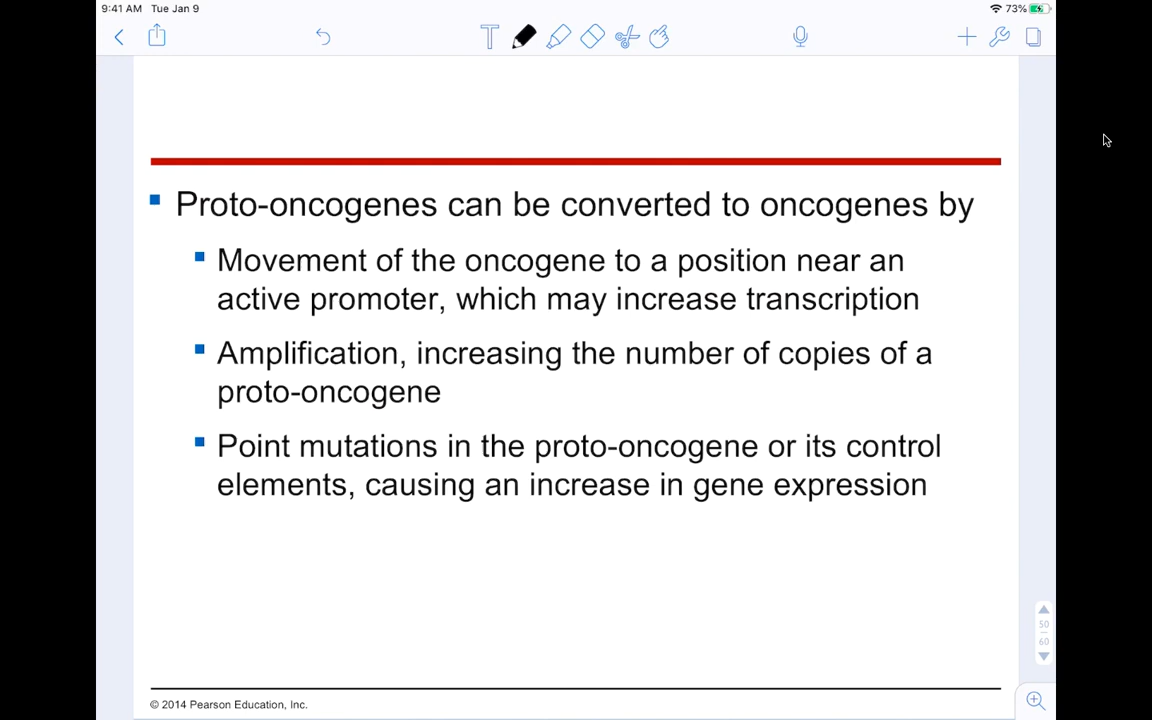 9:41 AM Tue Jan 9
73%
T
Proto-oncogenes can be converted to oncogenes by
Movement of the oncogene to a position near an
active promoter, which may increase transcription
Amplification, increasing the number of copies of a
proto-oncogene
Point mutations in the proto-oncogene or its control
elements, causing an increase in gene expression
50
60
© 2014 Pearson Education, Inc.